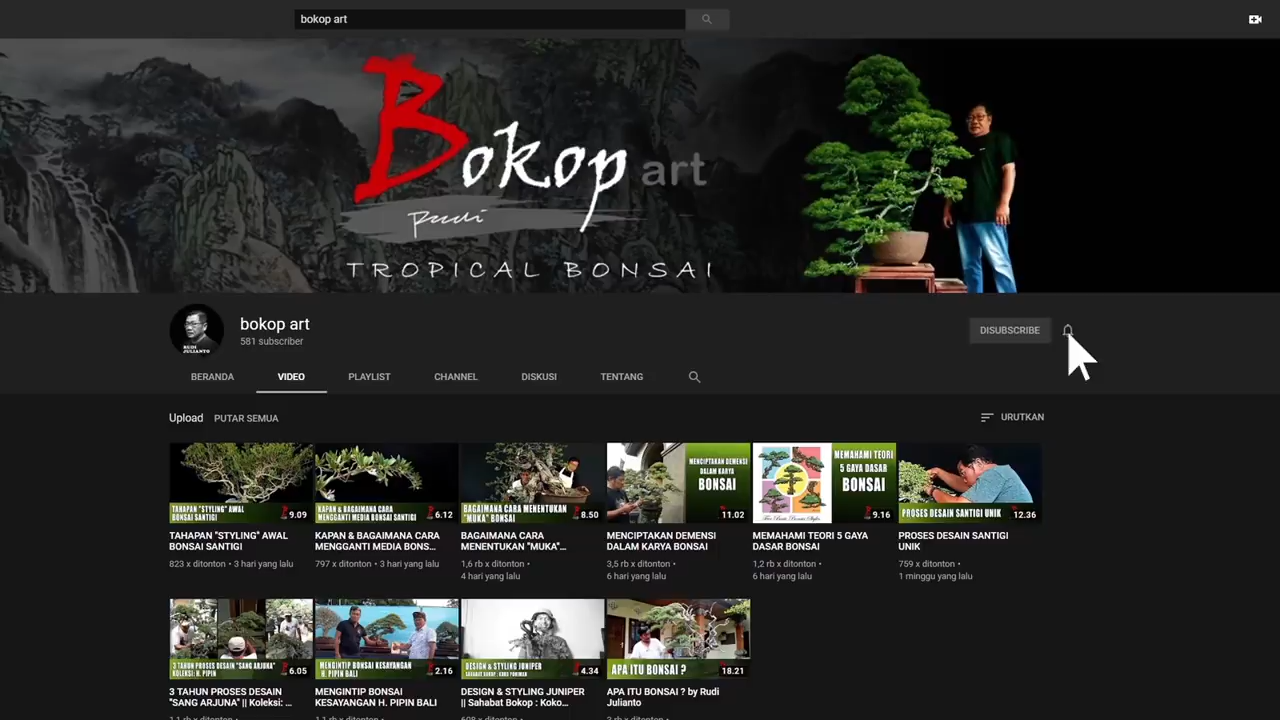 bokop art
Bokop art
Rudi
TROPICAL BONSAI
RUDI
JULIANTO
bokop art
581 subscriber
DISUBSCRIBE
BERANDA VIDEO PLAYLIST CHANNEL DISKUSI TENTANG
Upload PUTAR SEMUA URUTKAN
TAHAPAN "STYLING" AWAL
BONSAI SANTIGI
9.09
KAPAN & BAGAIMANA CARA
MENGGANTI MEDIA BONSAI SANTIGI
6.12
BAGAIMANA CARA MENENTUKAN
"MUKA" BONSAI
8.50
MENCIPTAKAN DEMENSI
DALAM KARYA
BONSAI
11.02
MEMAHAMI TEORI
5 GAYA DASAR
BONSAI
The Basic Bonsai Styles
9.16
PROSES DESAIN SANTIGI UNIK
12.36
TAHAPAN "STYLING" AWAL
BONSAI SANTIGI
823 x ditonton • 3 hari yang lalu
KAPAN & BAGAIMANA CARA
MENGGANTI MEDIA BONS...
797 x ditonton • 3 hari yang lalu
BAGAIMANA CARA
MENENTUKAN "MUKA"...
1,6 rb x ditonton •
4 hari yang lalu
MENCIPTAKAN DEMENSI
DALAM KARYA BONSAI
3,5 rb x ditonton •
6 hari yang lalu
MEMAHAMI TEORI 5 GAYA
DASAR BONSAI
1,2 rb x ditonton •
6 hari yang lalu
PROSES DESAIN SANTIGI
UNIK
759 x ditonton •
1 minggu yang lalu
3 TAHUN PROSES DESAIN "SANG ARJUNA"
KOLEKSI: H. PIPIN
6.05
MENGINTIP BONSAI KESAYANGAN
H. PIPIN BALI
2.16
DESIGN & STYLING JUNIPER
4.34
APA ITU BONSAI ?
18.21
3 TAHUN PROSES DESAIN
"SANG ARJUNA" || Koleksi: ...
MENGINTIP BONSAI
KESAYANGAN H. PIPIN BALI
DESIGN & STYLING JUNIPER
|| Sahabat Bokop : Koko...
APA ITU BONSAI ? by Rudi
Julianto